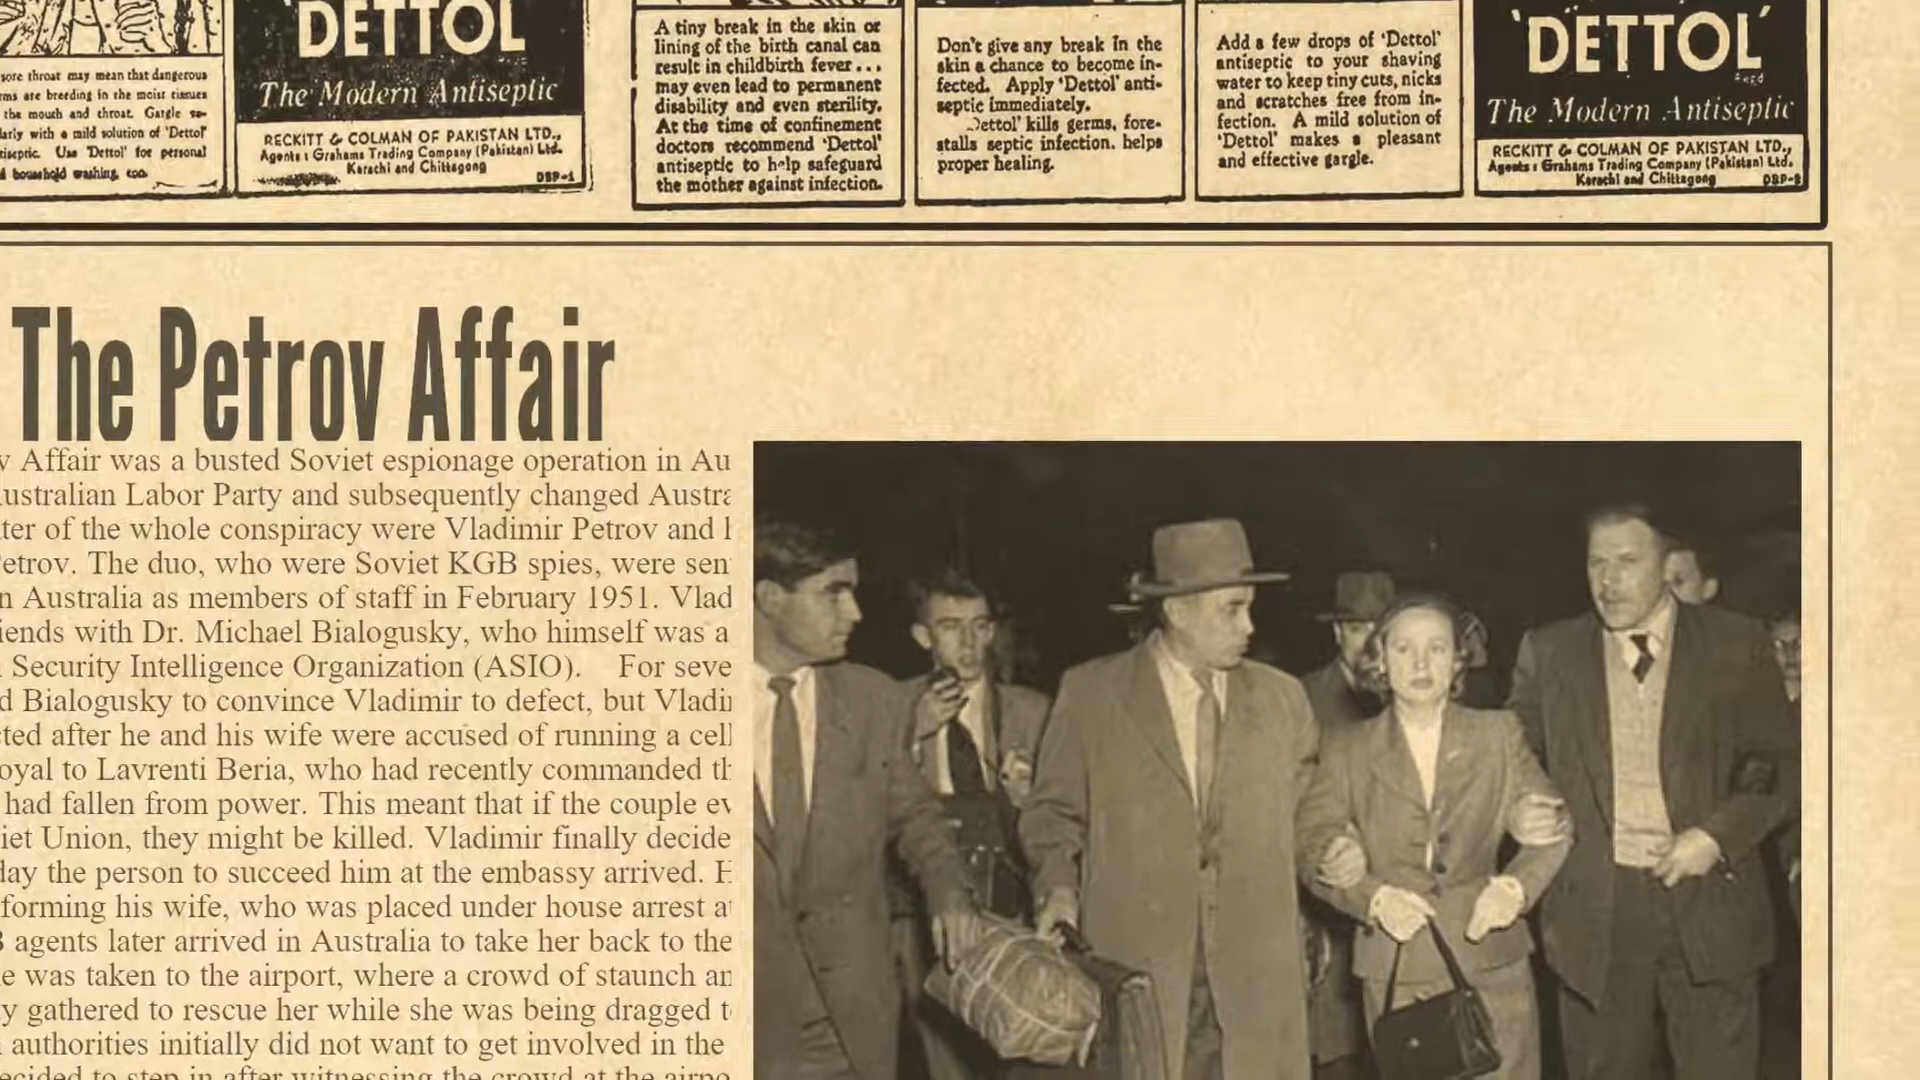 'DETTOL
The Modern Antiseptic
RECKITT & COLMAN OF PAKISTAN LTD.,
Agents : Grahams Trading Company (Pakistan) Ltd.
Karachi and Chittagong
DSP-1
sore throat may mean that dangerous
rms are breeding in the moist tissues
the mouth and throat. Gargle
larly with a mild solution of 'Dettol'
tiseptic. Use 'Dettol' for personal
d household washing, too.
A tiny break in the skin or
lining of the birth canal can
result in childbirth fever...
may even lead to permanent
disability and even sterility.
At the time of confinement
doctors recommend 'Dettol'
antiseptic to help safeguard
the mother against infection.
Don't give any break In the
skin a chance to become in-
fected. Apply 'Dettol' anti-
septic immediately.
Dettol' kills germs, fore-
stalls septic infection. helps
proper healing.
Add a few drops of 'Dettol'
antiseptic to your shaving
water to keep tiny cuts, nicks
and scratches free from in-
fection. A mild solution of
'Dettol' makes a pleasant
and effective gargle.
'DETTOL'
The Modern Antiseptic
RECKITT & COLMAN OF PAKISTAN LTD.,
Agents : Grahams Trading Company (Pakistan) Ltd.
Karachi and Chittagong
The Petrov Affair
v Affair was a busted Soviet espionage operation in Au
ustralian Labor Party and subsequently changed Austra
ter of the whole conspiracy were Vladimir Petrov and
etrov. The duo, who were Soviet KGB spies, were sen
n Australia as members of staff in February 1951. Vlad
iends with Dr. Michael Bialogusky, who himself was a
Security Intelligence Organization (ASIO). For seve
d Bialogusky to convince Vladimir to defect, but Vladi
ted after he and his wife were accused of running a cell
oyal to Lavrenti Beria, who had recently commanded th
had fallen from power. This meant that if the couple ev
iet Union, they might be killed. Vladimir finally decide
day the person to succeed him at the embassy arrived. H
forming his wife, who was placed under house arrest a
agents later arrived in Australia to take her back to the
e was taken to the airport, where a crowd of staunch an
y gathered to rescue her while she was being dragged t
authorities initially did not want to get involved in the
ecided to step in after witnessing the crowd at the airpo